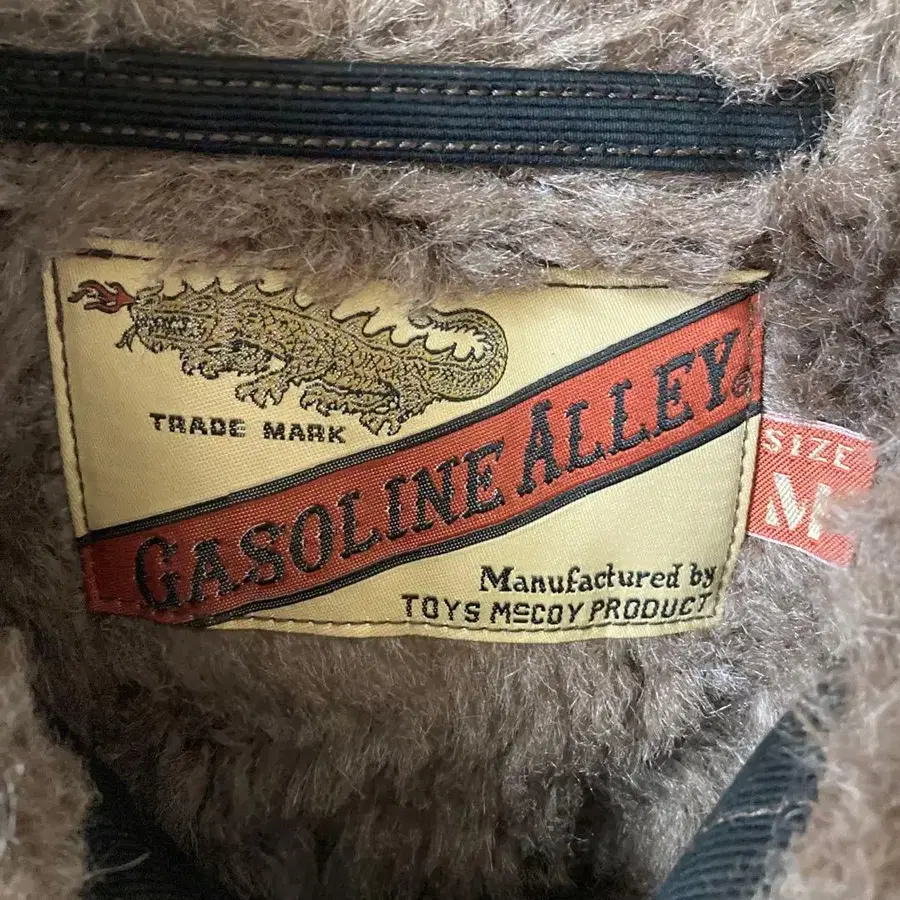 TRADE MARK
GASOLINE ALLEY®
SIZE
M
Manufactured by
TOYS McCOY PRODUCT